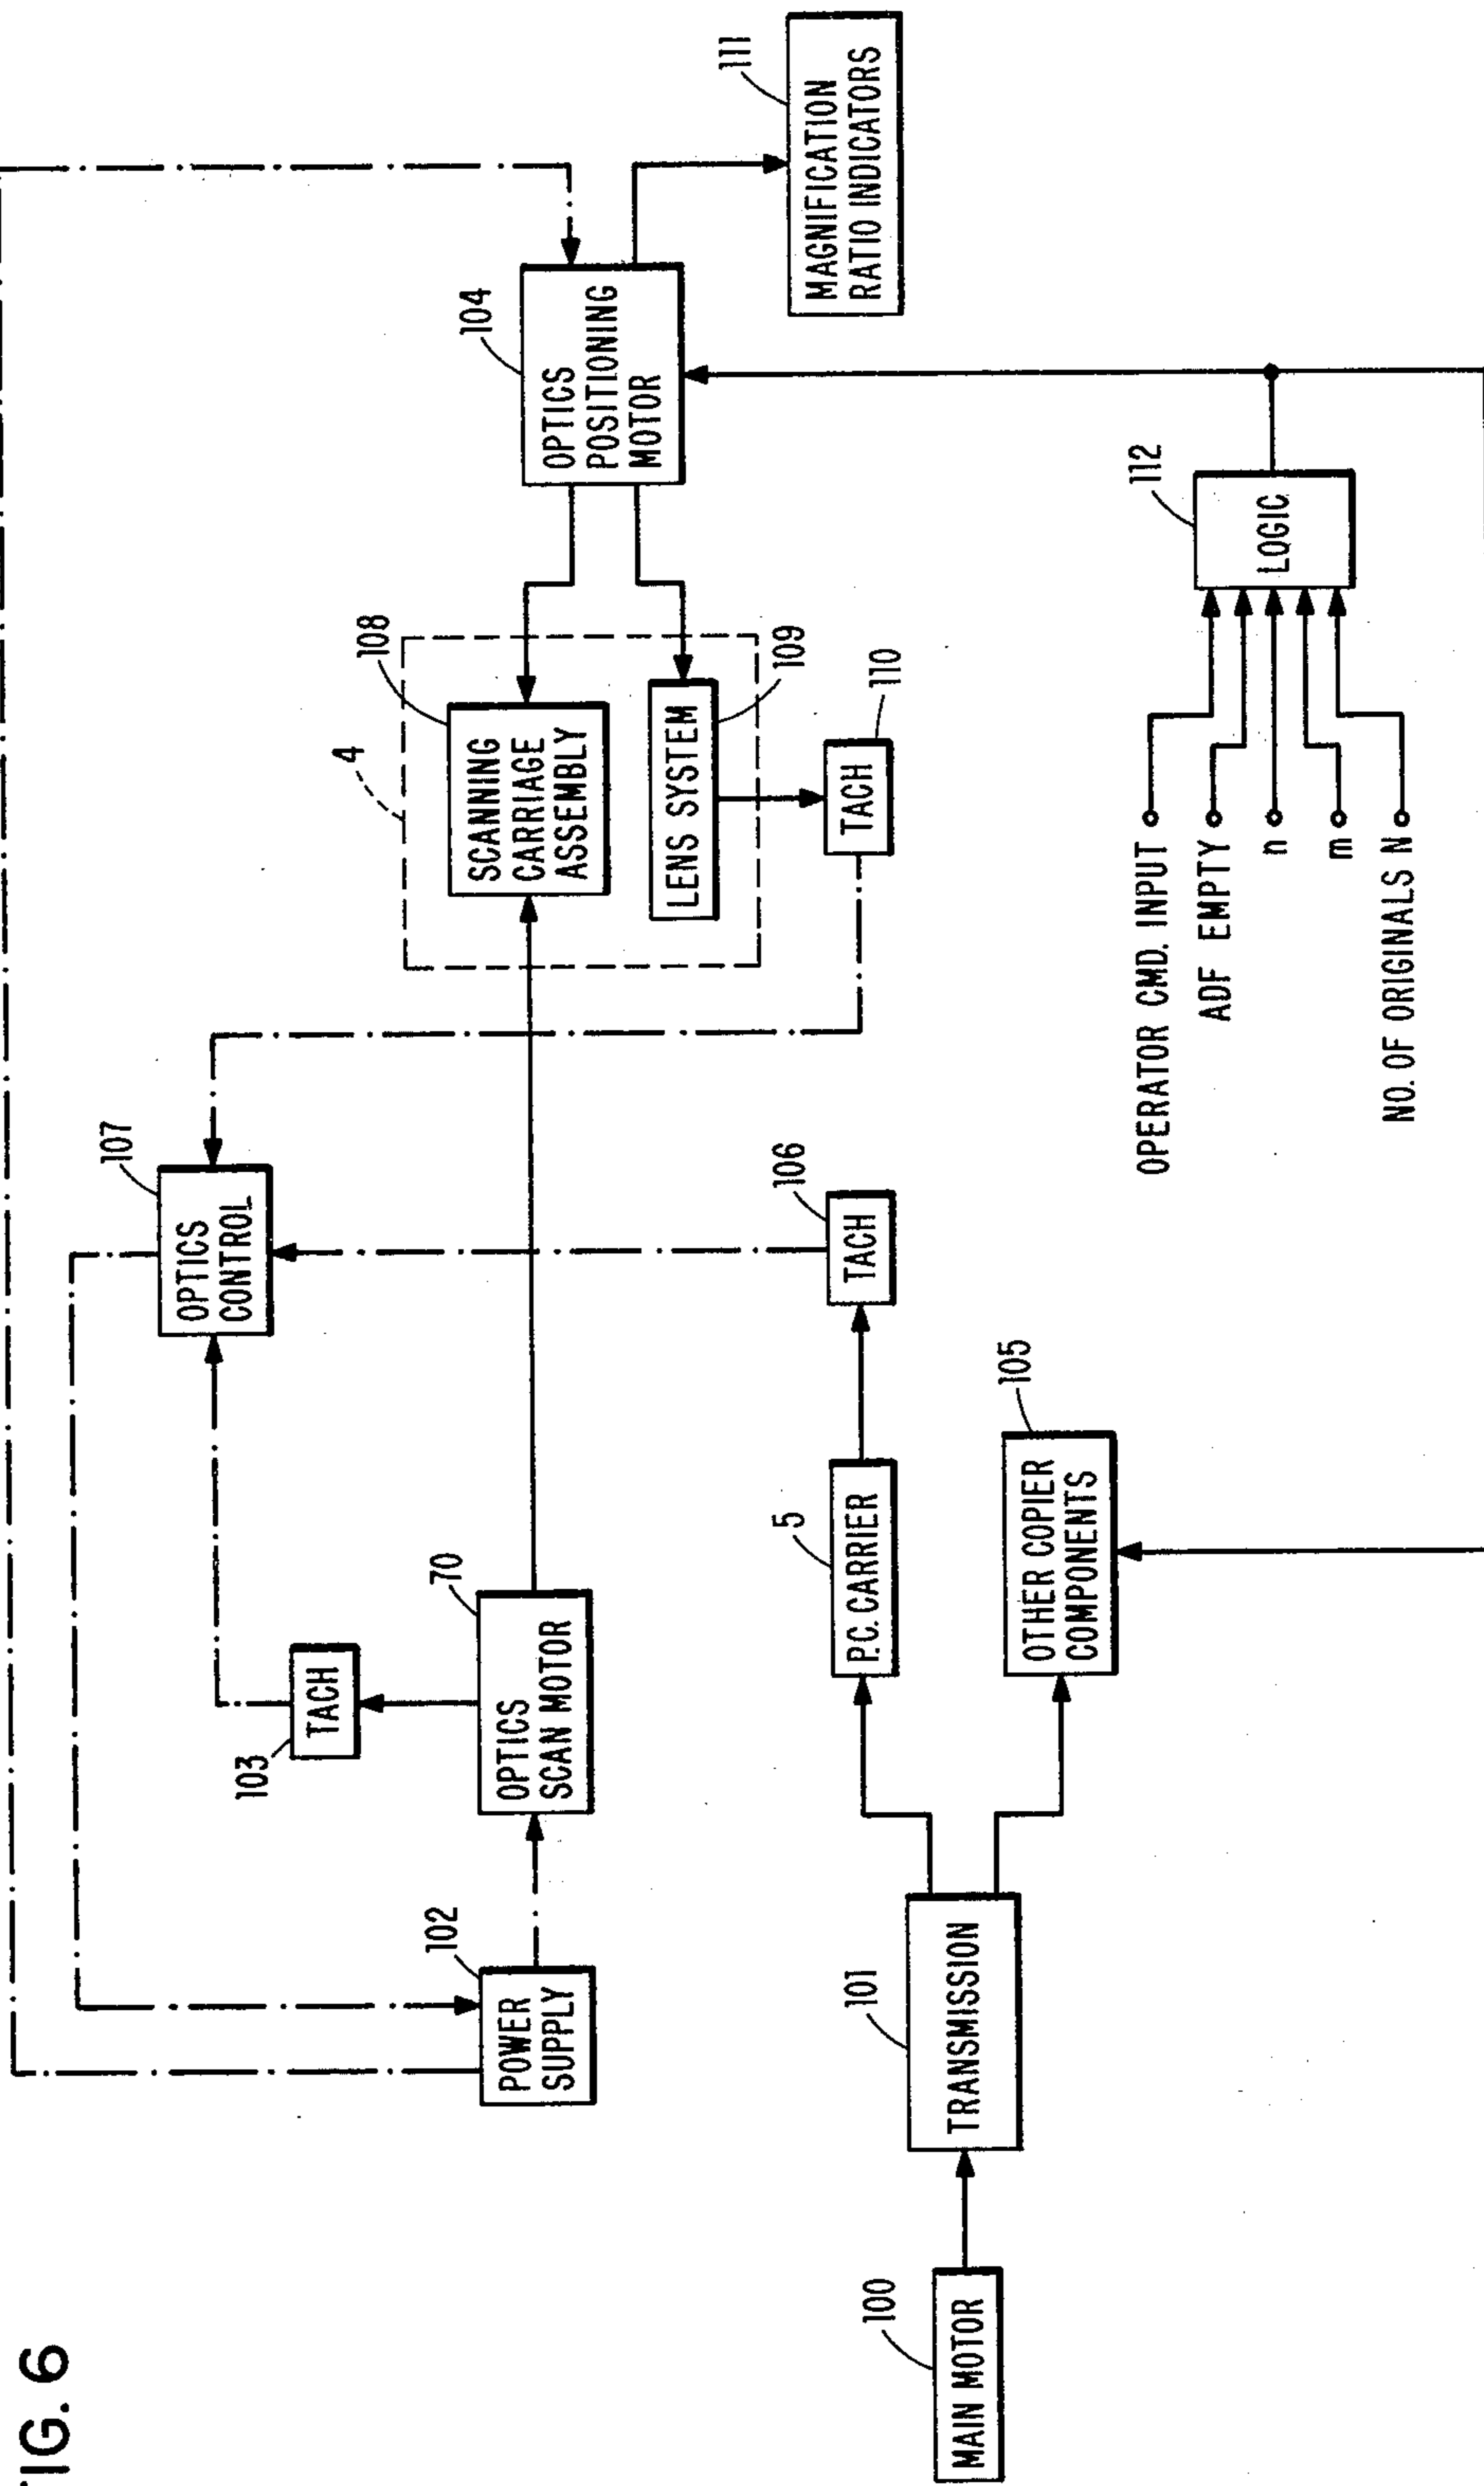 FIG. 6
107
OPTICS
CONTROL
103
TACH
102
POWER
SUPPLY
70
OPTICS
SCAN MOTOR
4
108
SCANNING
CARRIAGE
ASSEMBLY
LENS SYSTEM
109
104
OPTICS
POSITIONING
MOTOR
111
MAGNIFICATION
RATIO INDICATORS
100
MAIN MOTOR
101
TRANSMISSION
5
P.C. CARRIER
106
TACH
110
TACH
105
OTHER COPIER
COMPONENTS
OPERATOR CMD. INPUT
ADF EMPTY
n
m
NO. OF ORIGINALS N
112
LOGIC